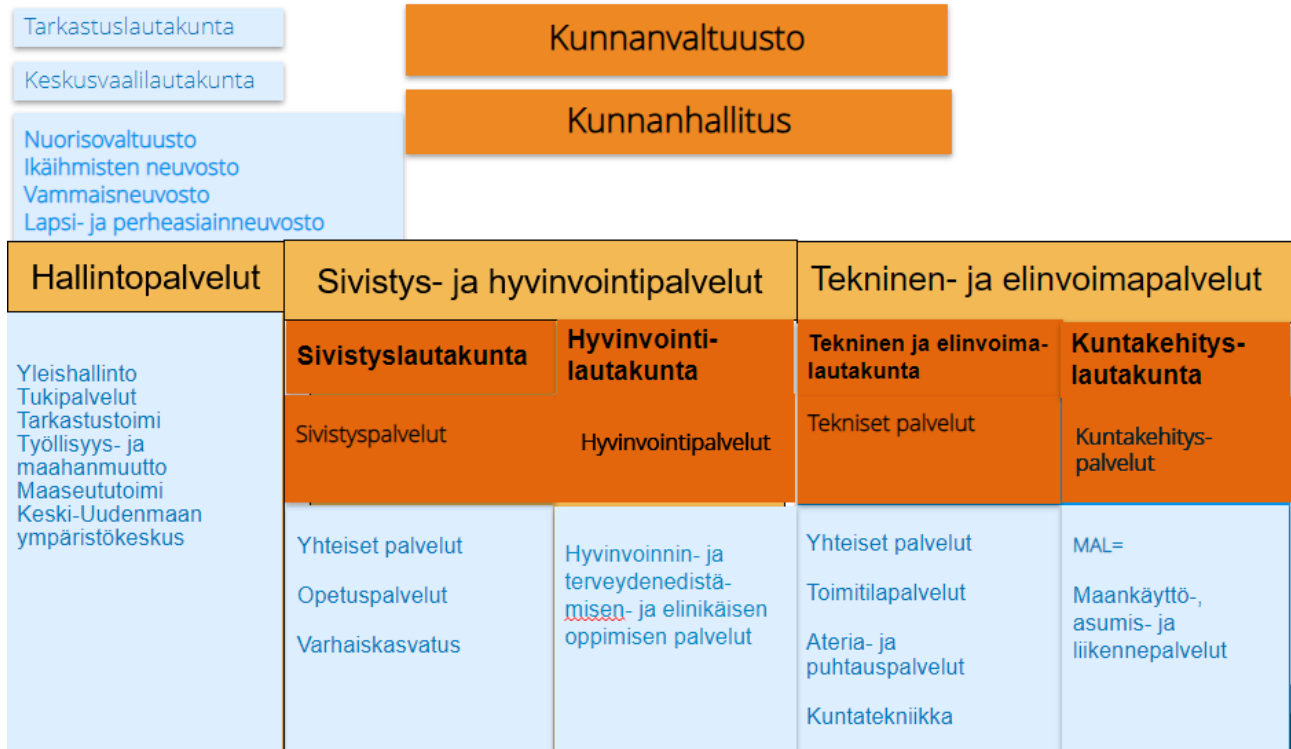 Tarkastuslautakunta
Keskusvaalilautakunta
Nuorisovaltuusto
Ikäihmisten neuvosto
Vammaisneuvosto
Lapsi- ja perheasiainneuvosto
Kunnanvaltuusto
Kunnanhallitus
Hallintopalvelut
Yleishallinto
Tukipalvelut
Tarkastustoimi
Työllisyys- ja
maahanmuutto
Maaseututoimi
Keski-Uudenmaan
ympäristökeskus
Sivistys- ja hyvinvointipalvelut
Sivistyslautakunta
Sivistyspalvelut
Yhteiset palvelut
Opetuspalvelut
Varhaiskasvatus
Hyvinvointi-
lautakunta
Hyvinvointipalvelut
Hyvinvoinnin- ja
terveydenedistä-
misen- ja elinikäisen
oppimisen palvelut
Tekninen- ja elinvoimapalvelut
Tekninen ja elinvoima-
lautakunta
Tekniset palvelut
Yhteiset palvelut
Toimitilapalvelut
Ateria- ja
puhtauspalvelut
Kuntatekniikka
Kuntakehitys-
lautakunta
Kuntakehitys-
palvelut
MAL=
Maankäyttö-,
asumis- ja
liikennepalvelut